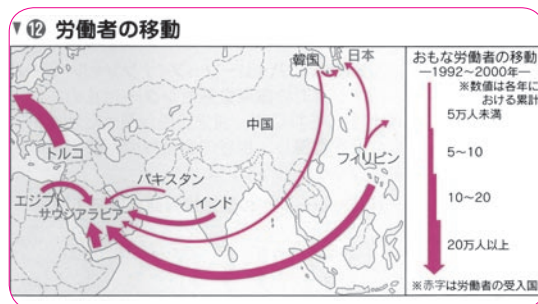 ▼⑫ 労働者の移動
韓国
日本
中国
トルコ
フィリピン
パキスタン
エジプト
サウジアラビア
インド
おもな労働者の移動
―1992～2000年―
※数値は各年に
おける累計
5万人未満
5～10
10～20
20万人以上
※赤字は労働者の受入国